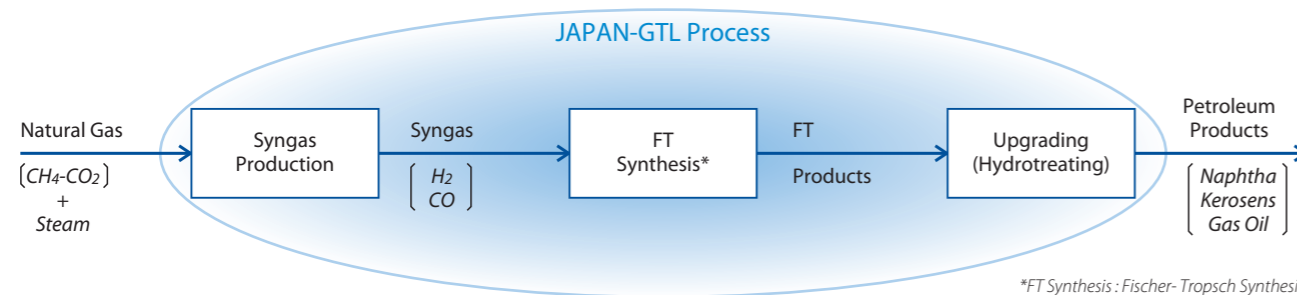 JAPAN-GTL Process
Natural Gas
(CH4-CO2)
+
Steam
Syngas
Production
Syngas
H2
CO
FT
Synthesis*
FT
Products
Upgrading
(Hydrotreating)
Petroleum
Products
Naphtha
Kerosens
Gas Oil
*FT Synthesis : Fischer- Tropsch Synthesi